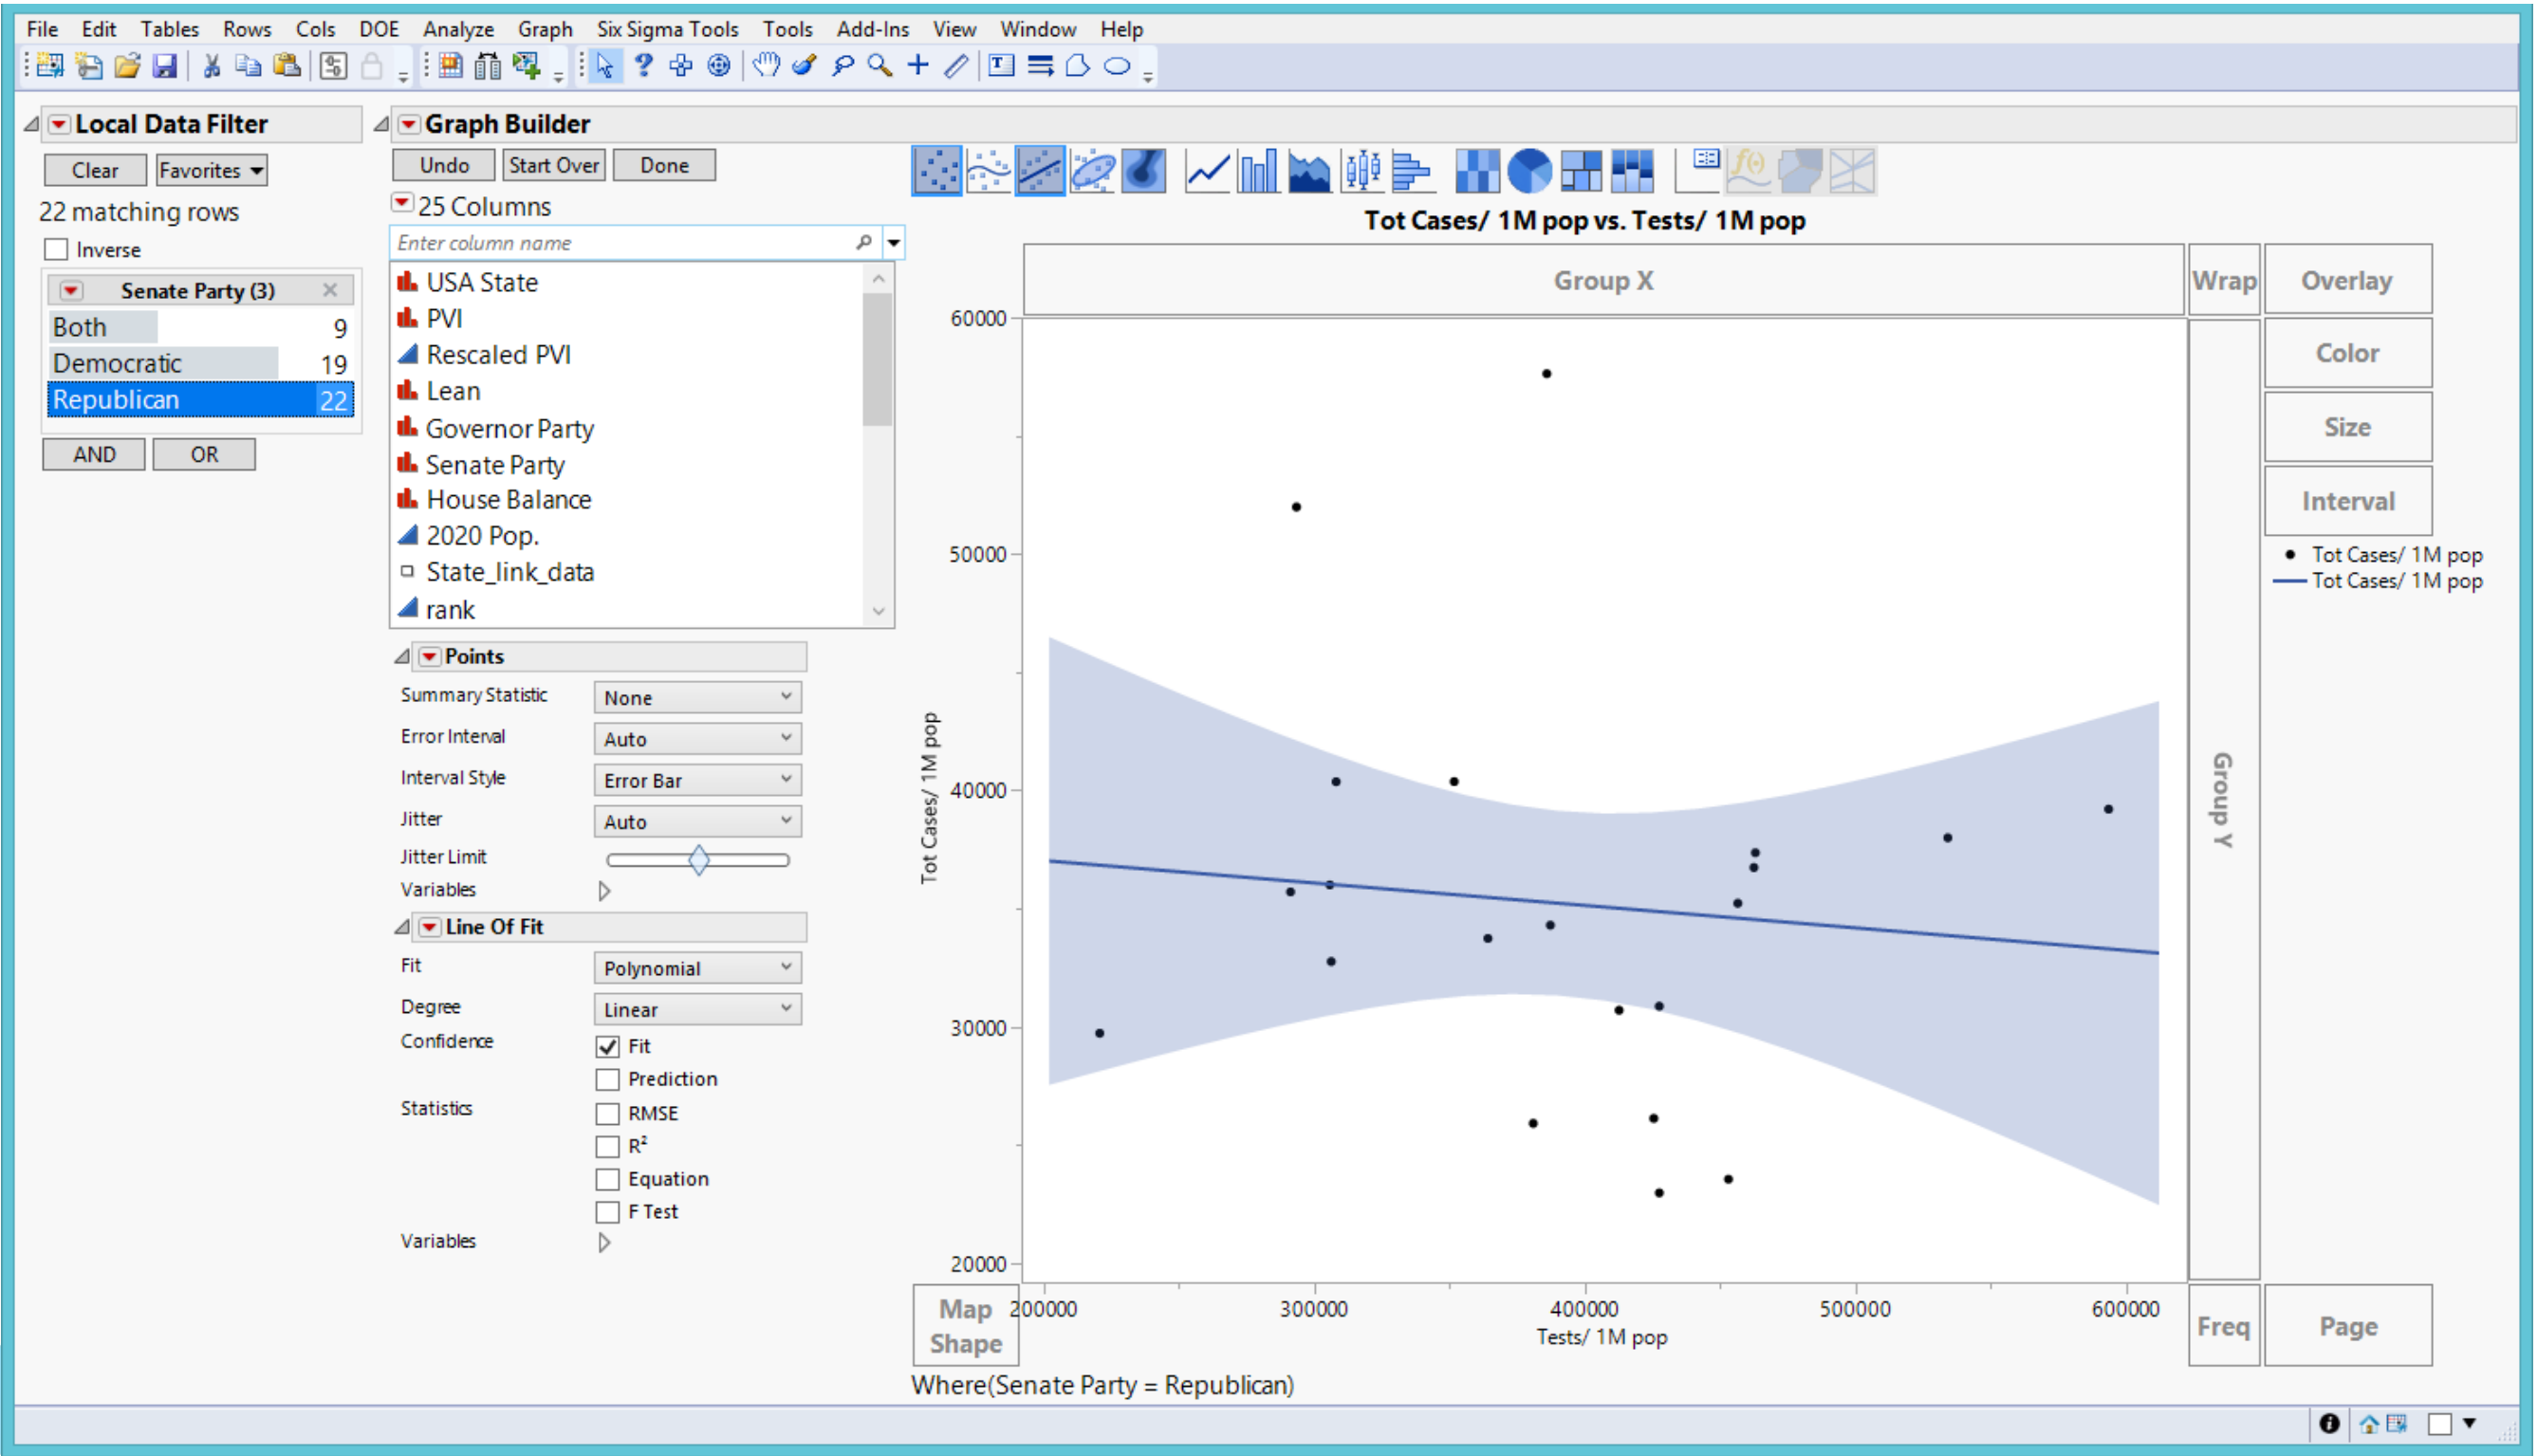 File Edit Tables Rows Cols DOE Analyze Graph Six Sigma Tools Tools Add-Ins View Window Help
Local Data Filter
Clear Favorites
22 matching rows
Inverse
Senate Party (3)
Both 9
Democratic 19
Republican 22
AND OR
Graph Builder
Undo Start Over Done
25 Columns
Enter column name
USA State
PVI
Rescaled PVI
Lean
Governor Party
Senate Party
House Balance
2020 Pop.
State_link_data
rank
Points
Summary Statistic None
Error Interval Auto
Interval Style Error Bar
Jitter Auto
Jitter Limit
Variables
Line Of Fit
Fit Polynomial
Degree Linear
Confidence Fit
Prediction
Statistics RMSE
R²
Equation
F Test
Variables
Tot Cases/ 1M pop vs. Tests/ 1M pop
Group X
Wrap
Overlay
Color
Size
Interval
Tot Cases/ 1M pop
Tot Cases/ 1M pop
Group Y
60000
50000
40000
30000
20000
Tot Cases/ 1M pop
Map
Shape
200000 300000 400000 500000 600000
Tests/ 1M pop
Freq
Page
Where(Senate Party = Republican)